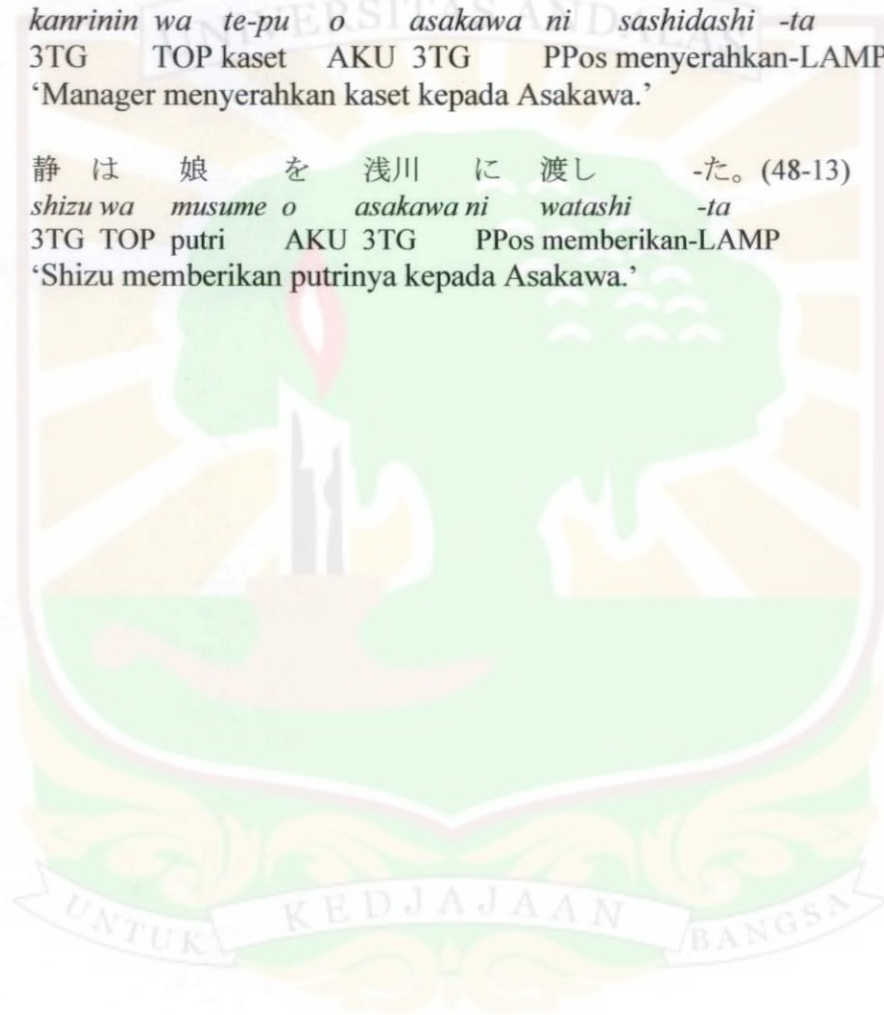 kanrinin wa te-pu o asakawa ni sashidashi -ta
3TG TOP kaset AKU 3TG PPos menyerahkan-LAMP
‘Manager menyerahkan kaset kepada Asakawa.’
静 は 娘 を 浅川 に 渡し -た。(48-13)
shizu wa musume o asakawa ni watashi -ta
3TG TOP putri AKU 3TG PPos memberikan-LAMP
‘Shizu memberikan putrinya kepada Asakawa.’
UNIVERSITAS ANDALAS
UNTUK KEDJAJAAN BANGSA